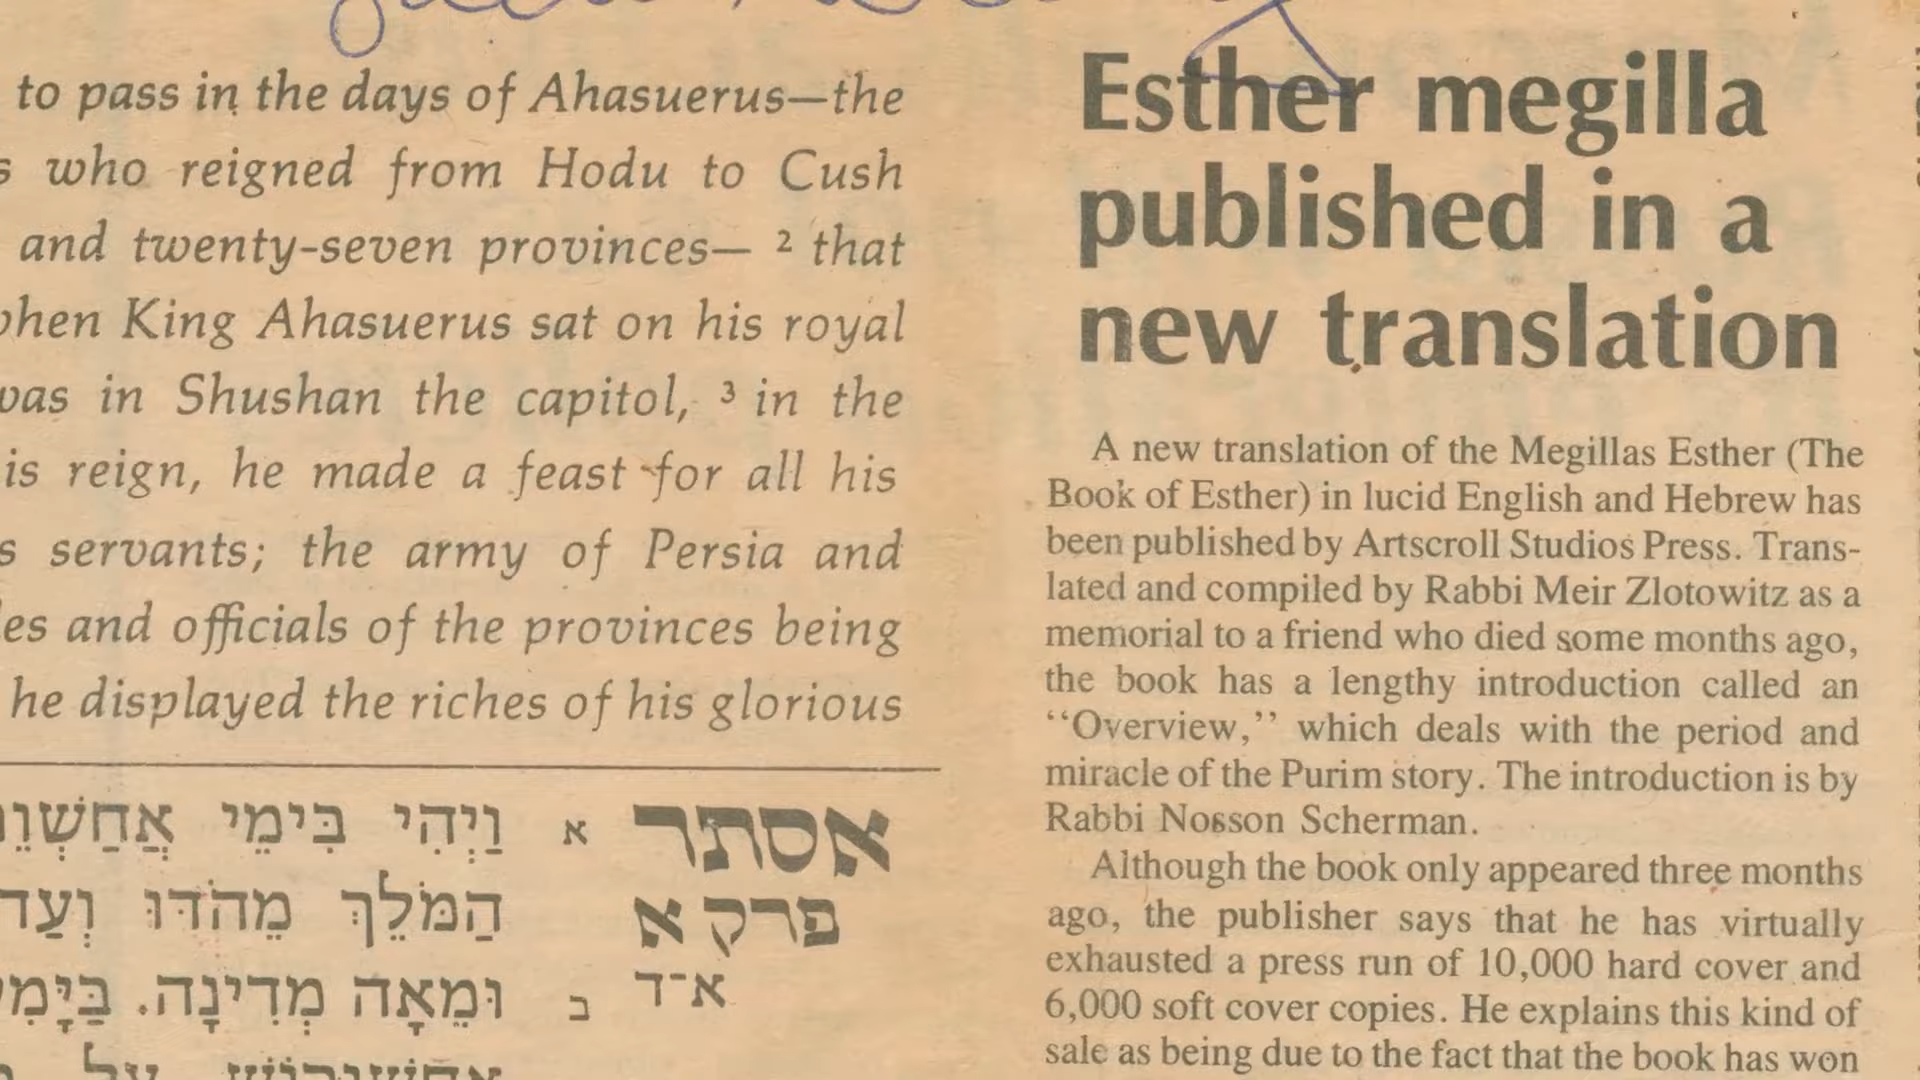 to pass in the days of Ahasuerus—the
who reigned from Hodu to Cush
and twenty-seven provinces— ² that
when King Ahasuerus sat on his royal
was in Shushan the capitol, ³ in the
is reign, he made a feast for all his
s servants; the army of Persia and
es and officials of the provinces being
he displayed the riches of his glorious
אסתר
פרק א
א־ד
א וַיְהִי בִּימֵי אֲחַשְׁוֵר
הַמֹּלֵךְ מֵהֹדּוּ וְעַד
ב וּמֵאָה מְדִינָה. בַּיָּמִ
Esther megilla
published in a
new translation
A new translation of the Megillas Esther (The
Book of Esther) in lucid English and Hebrew has
been published by Artscroll Studios Press. Trans-
lated and compiled by Rabbi Meir Zlotowitz as a
memorial to a friend who died some months ago,
the book has a lengthy introduction called an
‘‘Overview,’’ which deals with the period and
miracle of the Purim story. The introduction is by
Rabbi Nosson Scherman.
Although the book only appeared three months
ago, the publisher says that he has virtually
exhausted a press run of 10,000 hard cover and
6,000 soft cover copies. He explains this kind of
sale as being due to the fact that the book has won